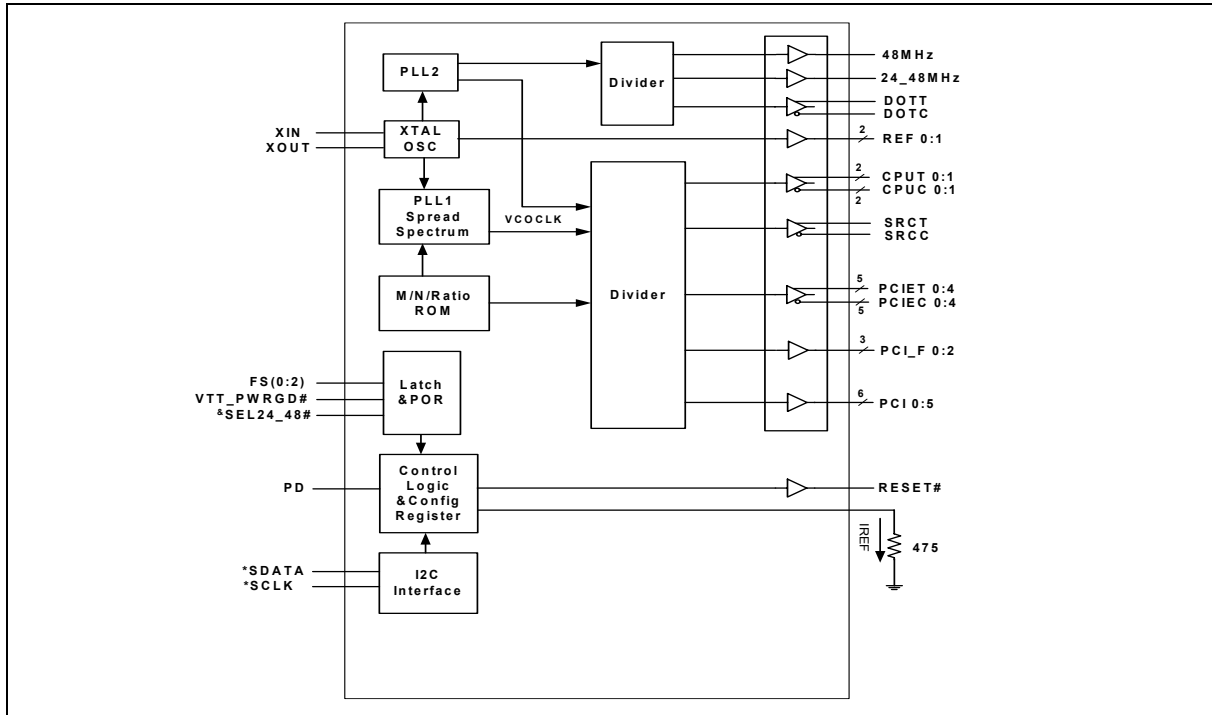 48MHz
PLL2
Divider
24_48MHz
DOTT
DOTC
XIN
XTAL
OSC
2
REF 0:1
XOUT
2
CPUT 0:1
CPUC 0:1
2
PLL1
Spread
Spectrum
VCOCLK
SRCT
SRCC
M/N/Ratio
ROM
Divider
5
PCIET 0:4
PCIEC 0:4
5
3
PCI_F 0:2
FS(0:2)
VTT_PWRGD#
&SEL24_48#
Latch
&POR
6
PCI 0:5
PD
Control
Logic
&Config
Register
RESET#
IREF
475
*SDATA
*SCLK
I2C
Interface